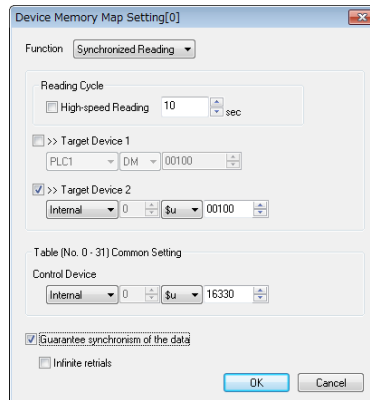 Device Memory Map Setting[0]
Function Synchronized Reading
Reading Cycle
High-speed Reading 10 sec
>> Target Device 1
PLC1 DM 00100
>> Target Device 2
Internal 0 $u 00100
Table (No. 0 - 31) Common Setting
Control Device
Internal 0 $u 16330
Guarantee synchronism of the data
Infinite retrials
OK Cancel